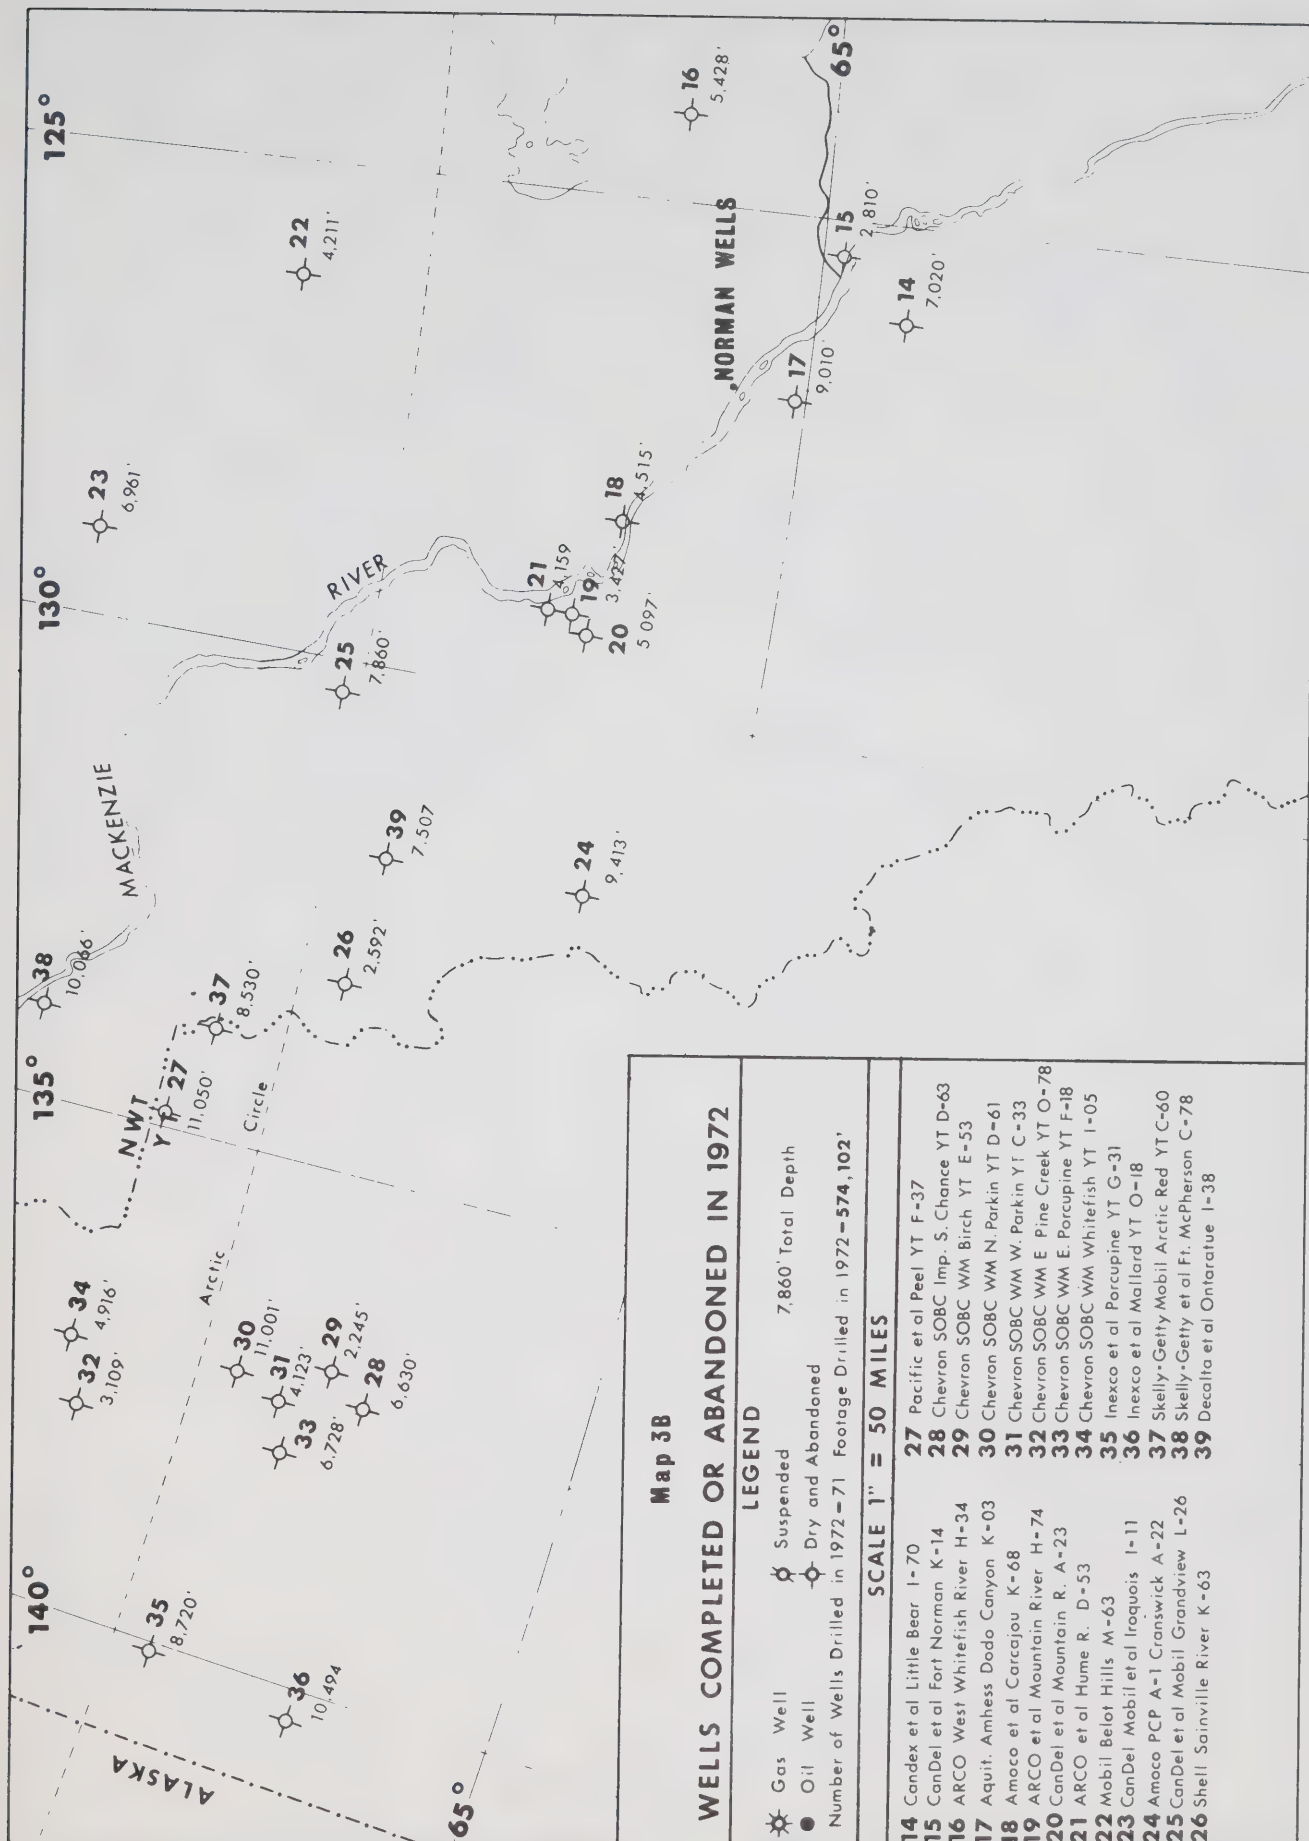 140°
135°
130°
125°
ALASKA
65°
65°
Arctic
Circle
NWT
YT
MACKENZIE
RIVER
.NORMAN WELLS
35
8,720'
36
10,494
32
3,109'
34
4,916'
30
11,001'
31
4,123'
33
6,728'
29
2,245'
28
6,630'
27
11,050'
37
8,530'
38
10,066'
26
2,592'
39
7,507
24
9,413'
25
7,860'
23
6,961'
22
4,211'
21
4,159
19
3,427'
20
5 097'
18
4,515'
17
9,010'
16
5,428'
15
2,810'
14
7,020'
Map 3B
WELLS COMPLETED OR ABANDONED IN 1972
LEGEND
Gas Well
Suspended
7,860' Total Depth
Oil Well
Dry and Abandoned
Number of Wells Drilled in 1972-71 Footage Drilled in 1972-574,102'
SCALE 1" = 50 MILES
14 Candex et al Little Bear I-70
15 CanDel et al Fort Norman K-14
16 ARCO West Whitefish River H-34
17 Aquit. Amhess Dodo Canyon K-03
18 Amoco et al Carcajou K-68
19 ARCO et al Mountain River H-74
20 CanDel et al Mountain R. A-23
21 ARCO et al Hume R. D-53
22 Mobil Belot Hills M-63
23 CanDel Mobil et al Iroquois I-11
24 Amoco PCP A-1 Cranswick A-22
25 CanDel et al Mobil Grandview L-26
26 Shell Sainville River K-63
27 Pacific et al Peel YT F-37
28 Chevron SOBC Imp. S. Chance YT D-63
29 Chevron SOBC WM Birch YT E-53
30 Chevron SOBC WM N. Parkin YT D-61
31 Chevron SOBC WM W. Parkin YT C-33
32 Chevron SOBC WM E Pine Creek YT O-78
33 Chevron SOBC WM E. Porcupine YT F-18
34 Chevron SOBC WM Whitefish YT I-05
35 Inexco et al Porcupine YT G-31
36 Inexco et al Mallard YT O-18
37 Skelly-Getty Mobil Arctic Red YT C-60
38 Skelly-Getty et al Ft. McPherson C-78
39 Decalta et al Ontaratue I-38